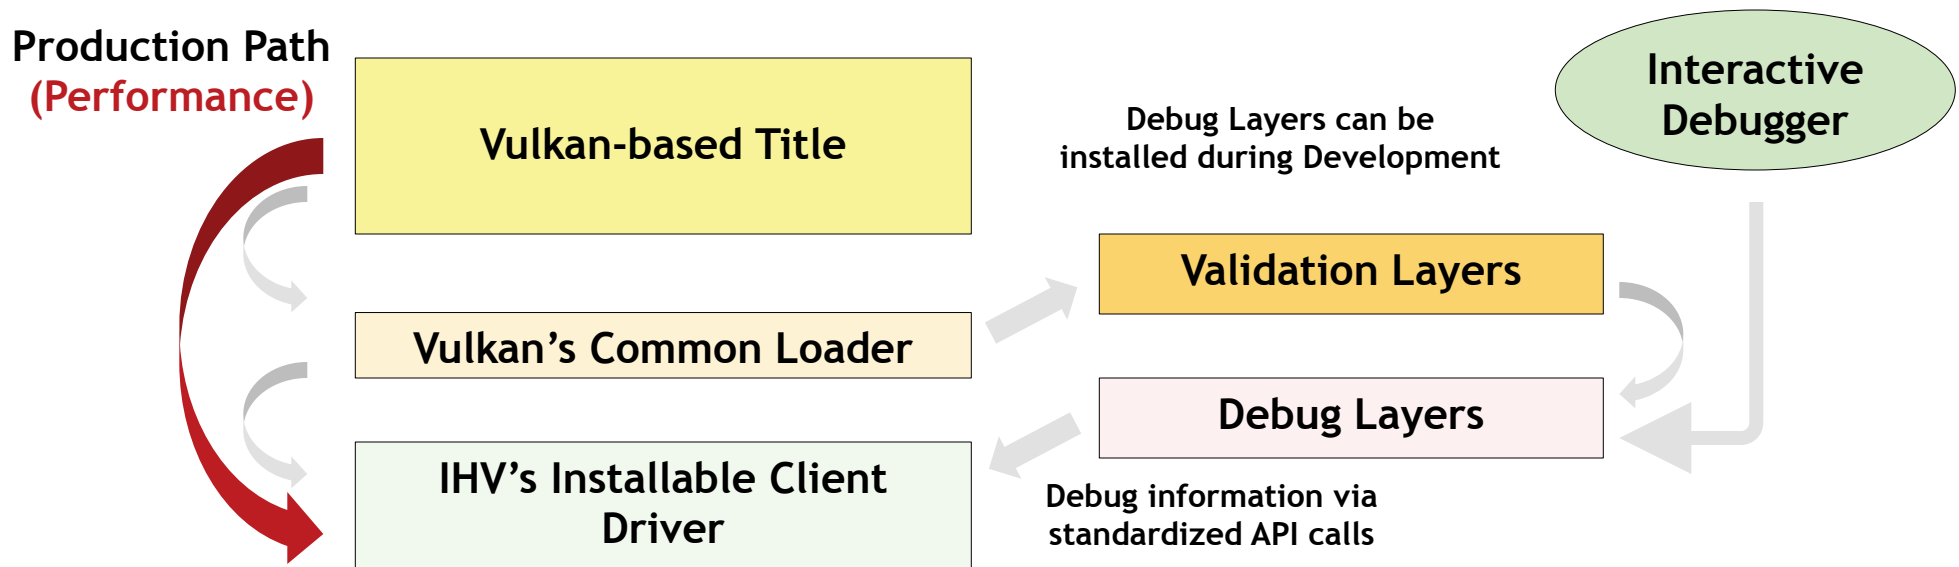 Production Path
(Performance)
Vulkan-based Title
Debug Layers can be
installed during Development
Interactive
Debugger
Validation Layers
Vulkan’s Common Loader
Debug Layers
IHV’s Installable Client
Driver
Debug information via
standardized API calls